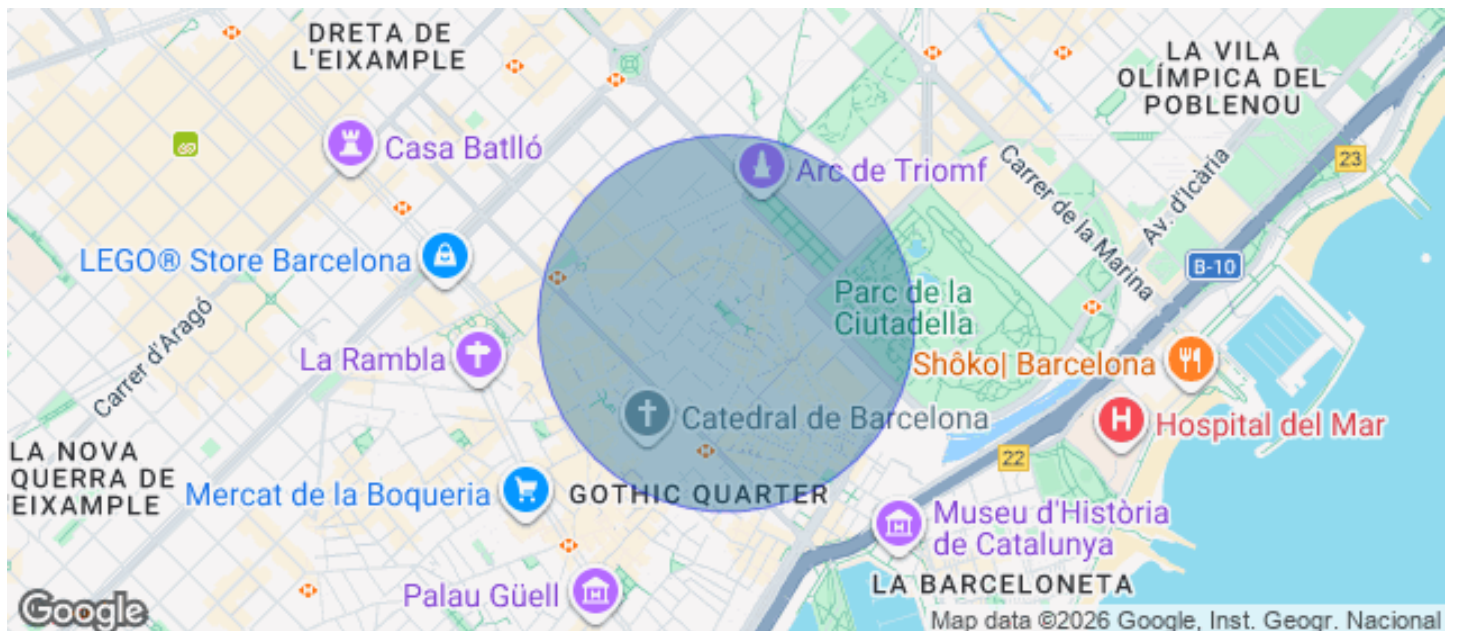 DRETA DE
L'EIXAMPLE
LA VILA
OLÍMPICA DEL
POBLENOU
Casa Batlló
Arc de Triomf
Carrer de la Marina
Av. d'Icària
23
LEGO® Store Barcelona
B-10
Parc de la
Ciutadella
Carrer d'Aragó
La Rambla
Shôko| Barcelona
Catedral de Barcelona
Hospital del Mar
LA NOVA
QUERRA DE
EIXAMPLE
22
Mercat de la Boqueria
GOTHIC QUARTER
Museu d'Història
de Catalunya
Palau Güell
LA BARCELONETA
Google
Map data ©2026 Google, Inst. Geogr. Nacional